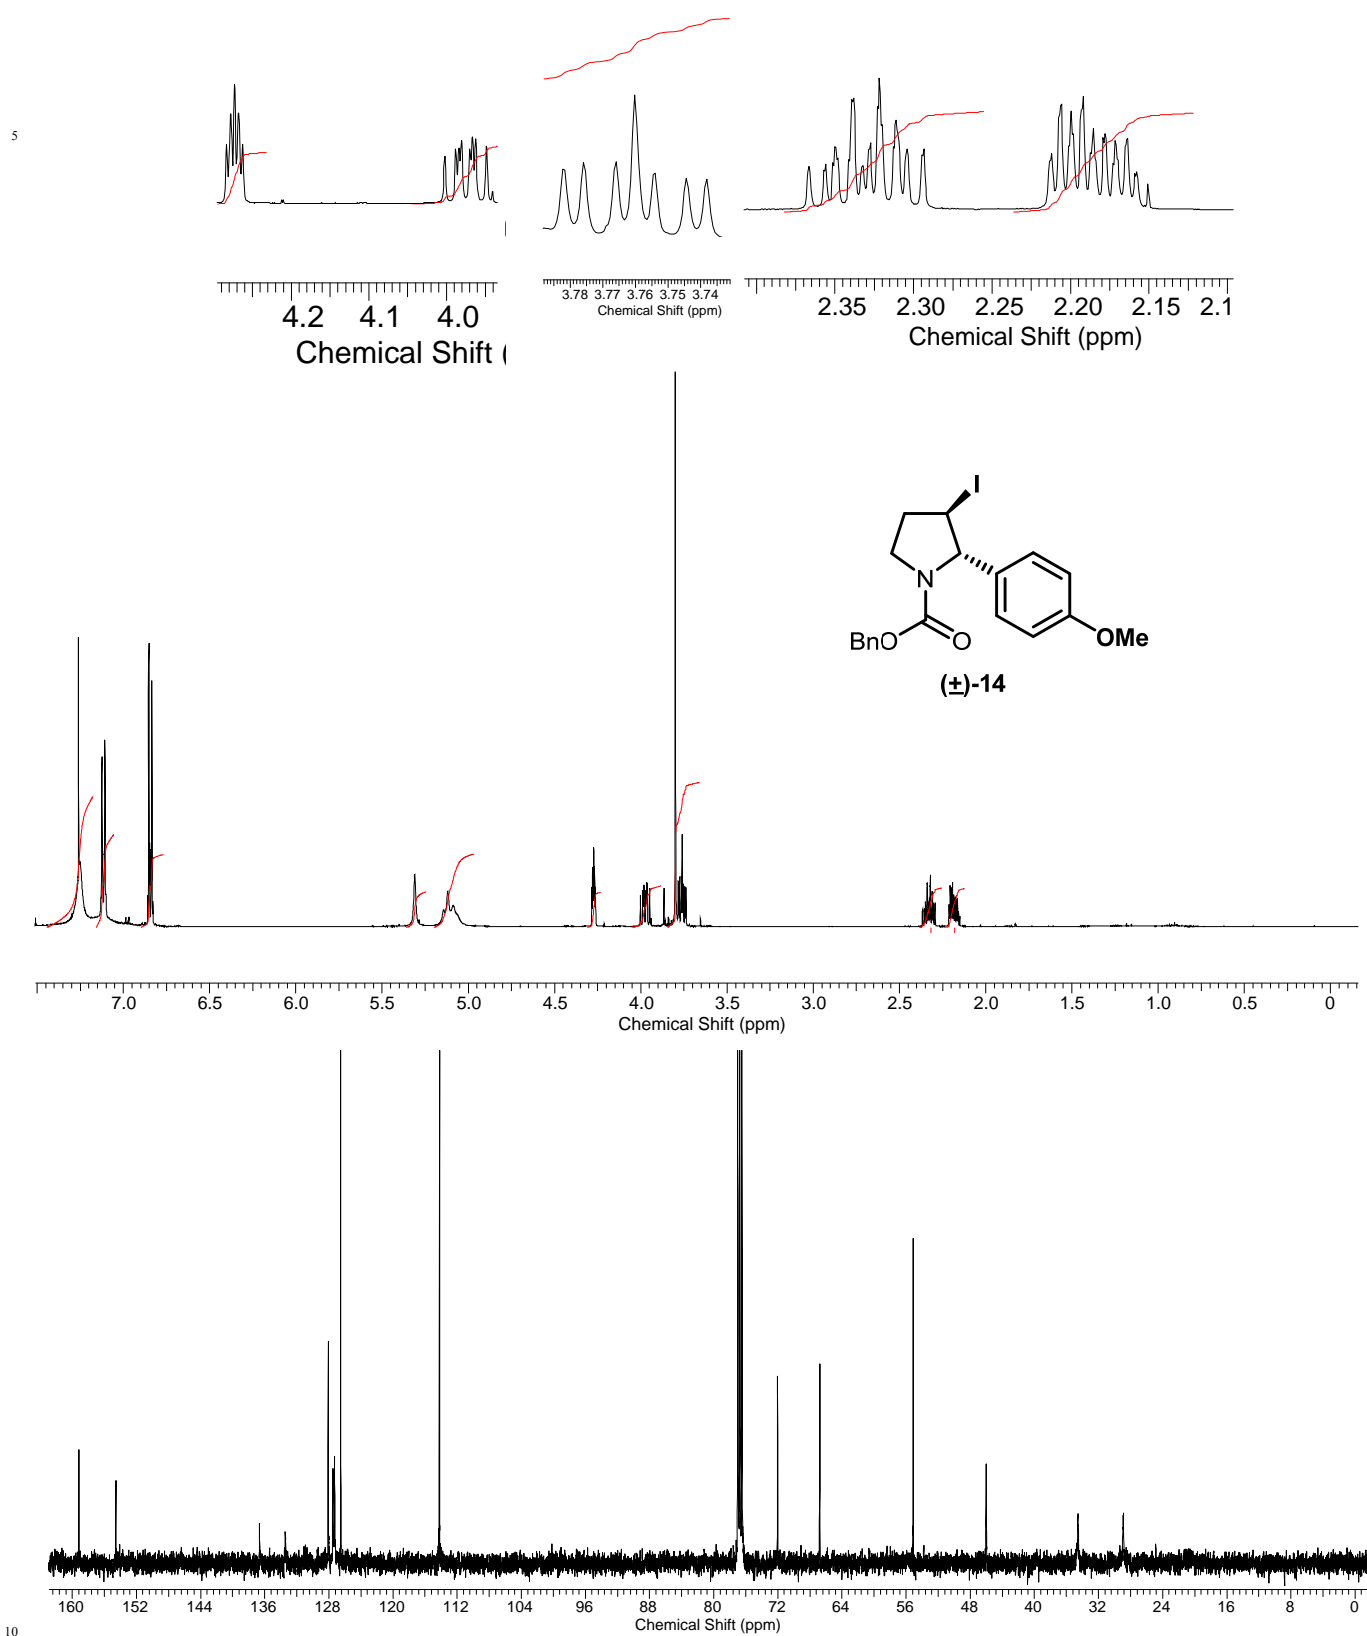 5
4.2 4.1 4.0
Chemical Shift (
3.78 3.77 3.76 3.75 3.74
Chemical Shift (ppm)
2.35 2.30 2.25 2.20 2.15 2.1
Chemical Shift (ppm)
I
N
BnO O
OMe
(±)-14
7.0 6.5 6.0 5.5 5.0 4.5 4.0 3.5 3.0 2.5 2.0 1.5 1.0 0.5 0
Chemical Shift (ppm)
160 152 144 136 128 120 112 104 96 88 80 72 64 56 48 40 32 24 16 8 0
Chemical Shift (ppm)
10